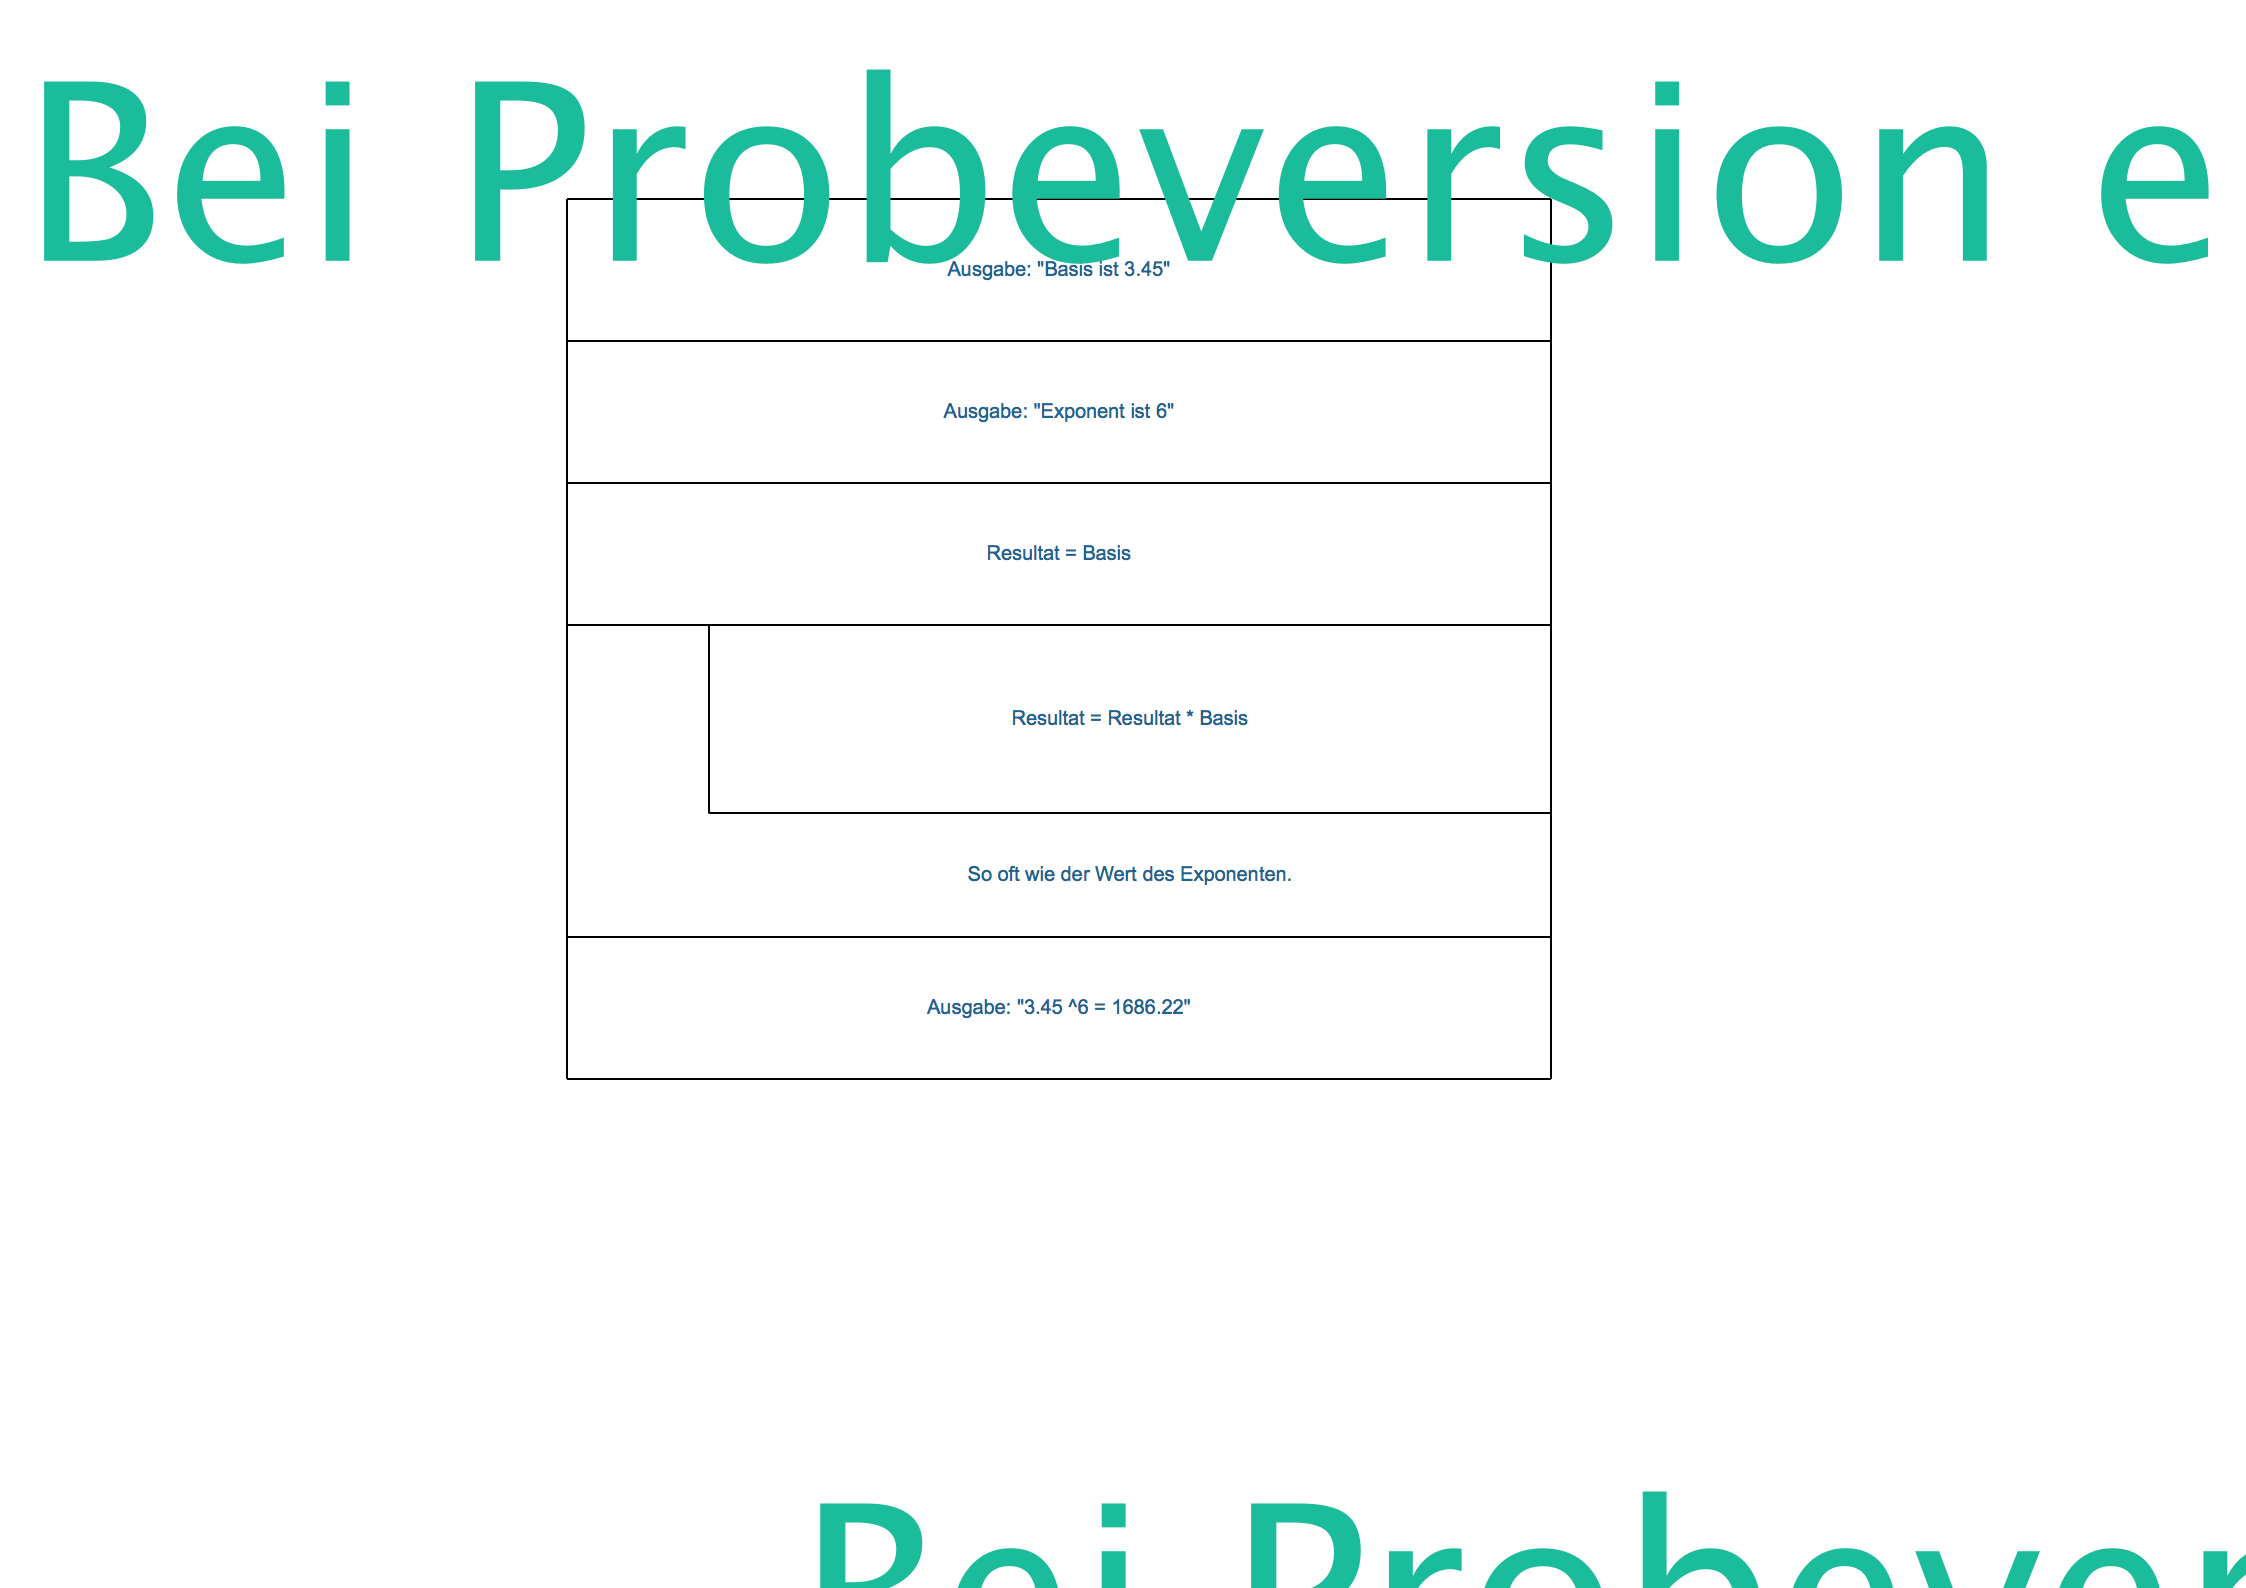 Bei Probeversion e
Ausgabe: "Basis ist 3.45"
Ausgabe: "Exponent ist 6"
Resultat = Basis
Resultat = Resultat * Basis
So oft wie der Wert des Exponenten.
Ausgabe: "3.45 ^6 = 1686.22"
Bei Probever